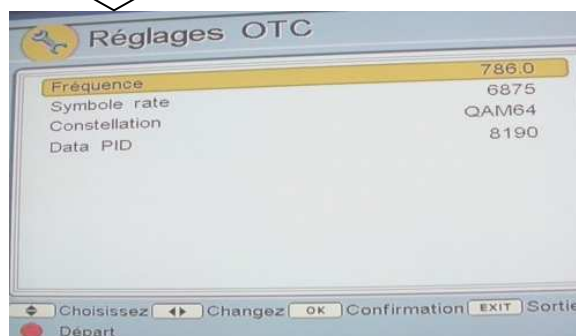 Réglages OTC
Fréquence 786.0
Symbole rate 6875
Constellation QAM64
Data PID 8190
Choisissez Changez OK Confirmation EXIT Sortie
Départ